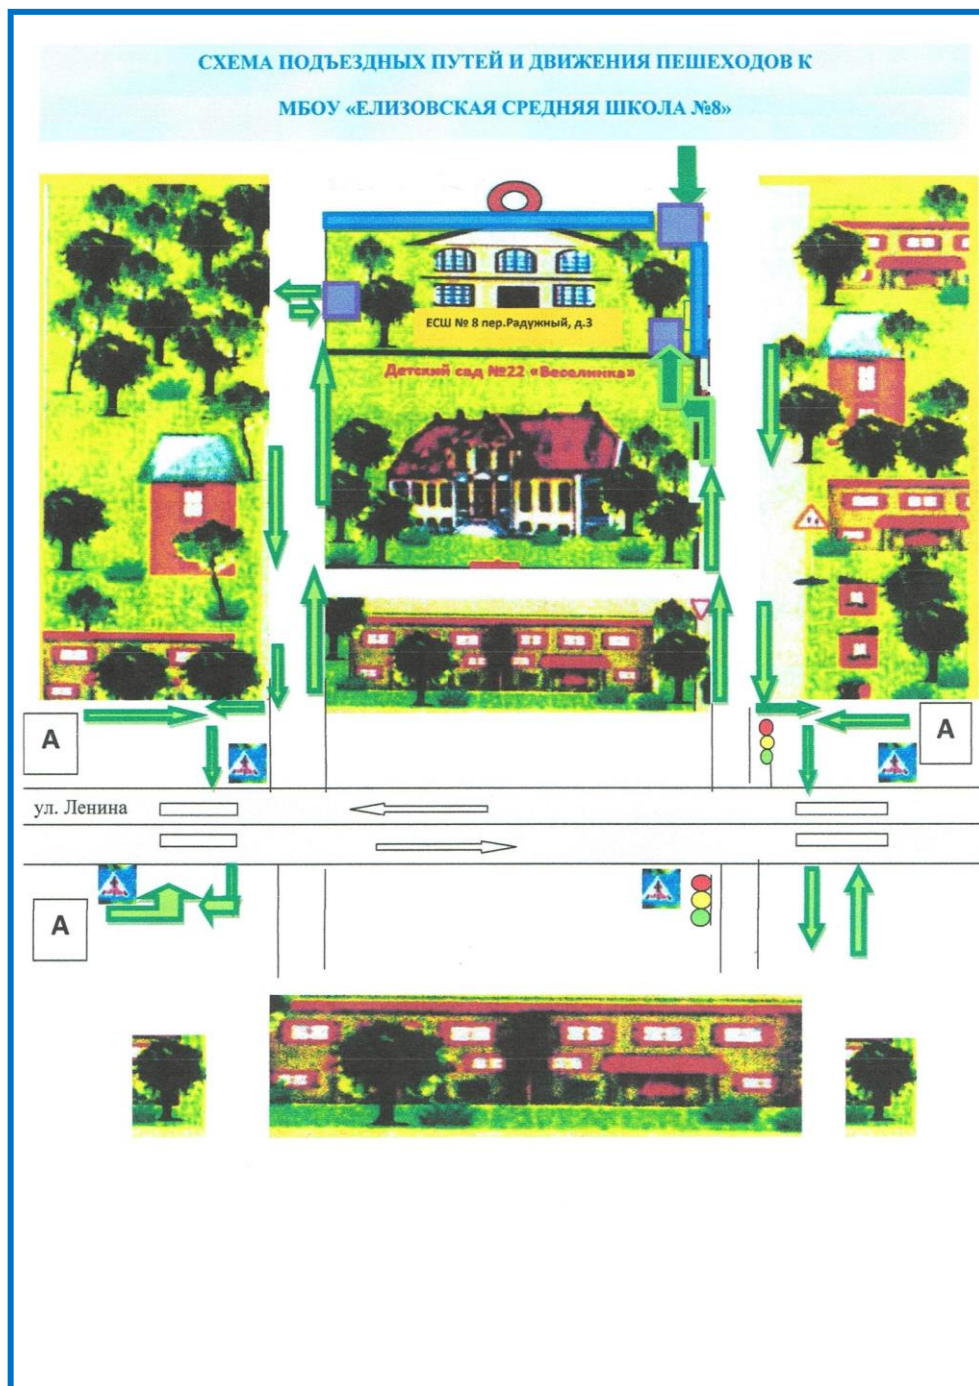 СХЕМА ПОДЪЕЗДНЫХ ПУТЕЙ И ДВИЖЕНИЯ ПЕШЕХОДОВ К
МБОУ «ЕЛИЗОВСКАЯ СРЕДНЯЯ ШКОЛА №8»
ЕСШ № 8 пер.Радужный, д.3
Детский сад №22 «Веселинка»
А
А
ул. Ленина
А